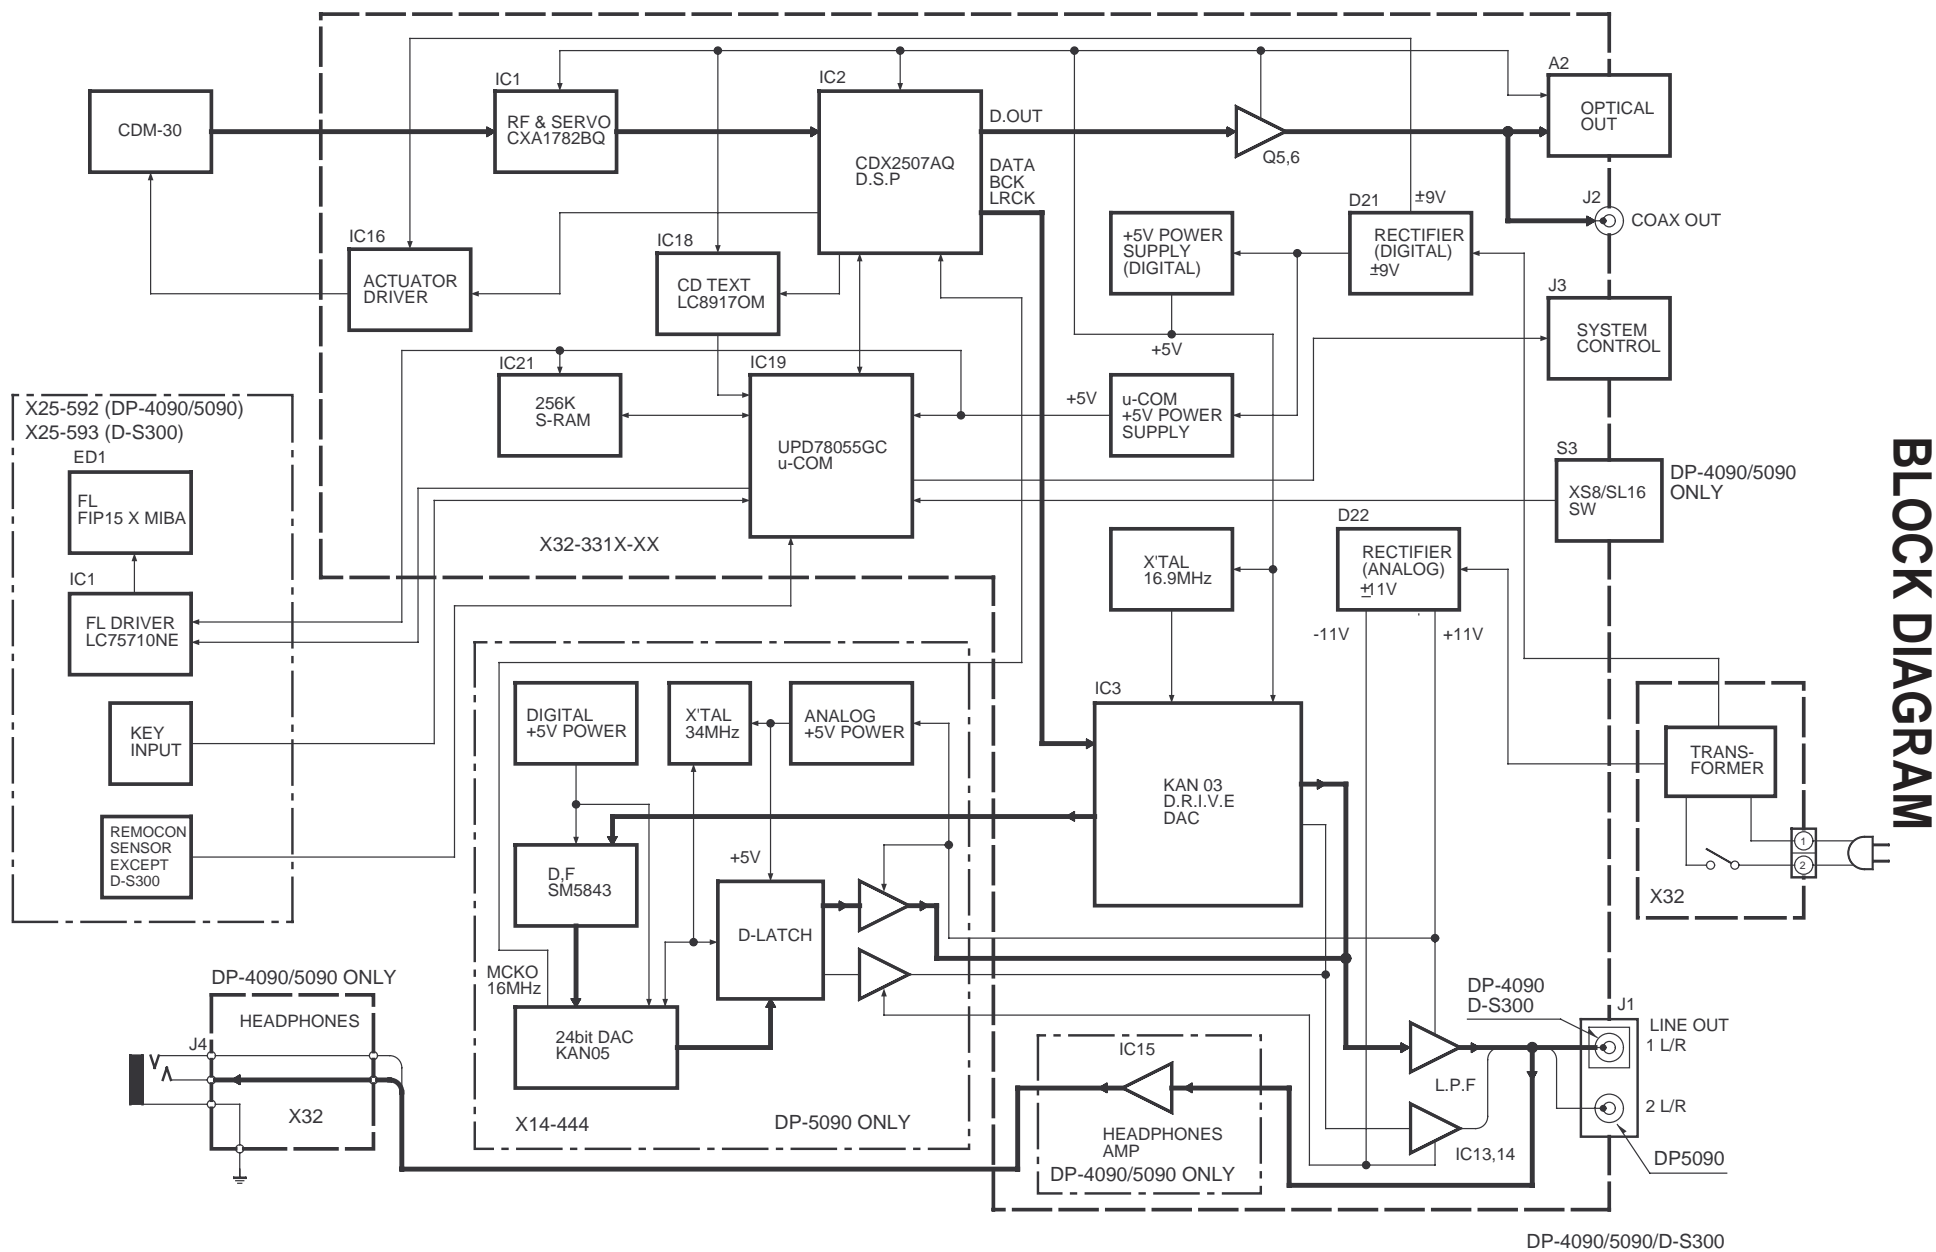 IC1
RF & SERVO
CXA1782BQ
IC2
CDX2507AQ
D.S.P
D.OUT
DATA
BCK
LRCK
Q5,6
A2
OPTICAL
OUT
CDM-30
J2
COAX OUT
D21
±9V
RECTIFIER
(DIGITAL)
±9V
+5V POWER
SUPPLY
(DIGITAL)
+5V
IC16
ACTUATOR
DRIVER
IC18
CD TEXT
LC8917OM
J3
SYSTEM
CONTROL
IC21
256K
S-RAM
IC19
UPD78055GC
u-COM
+5V
u-COM
+5V POWER
SUPPLY
X25-592 (DP-4090/5090)
X25-593 (D-S300)
ED1
FL
FIP15 X MIBA
IC1
FL DRIVER
LC75710NE
KEY
INPUT
REMOCON
SENSOR
EXCEPT
D-S300
X32-331X-XX
S3
XS8/SL16
SW
DP-4090/5090
ONLY
BLOCK DIAGRAM
X'TAL
16.9MHz
D22
RECTIFIER
(ANALOG)
±11V
-11V
+11V
IC3
KAN 03
D.R.I.V.E
DAC
TRANS-
FORMER
1
2
X32
DIGITAL
+5V POWER
X'TAL
34MHz
ANALOG
+5V POWER
D,F
SM5843
+5V
D-LATCH
MCKO
16MHz
24bit DAC
KAN05
X14-444
DP-5090 ONLY
DP-4090/5090 ONLY
HEADPHONES
J4
X32
IC15
HEADPHONES
AMP
DP-4090/5090 ONLY
L.P.F
IC13,14
DP-4090
D-S300
J1
LINE OUT
1 L/R
2 L/R
DP5090
DP-4090/5090/D-S300